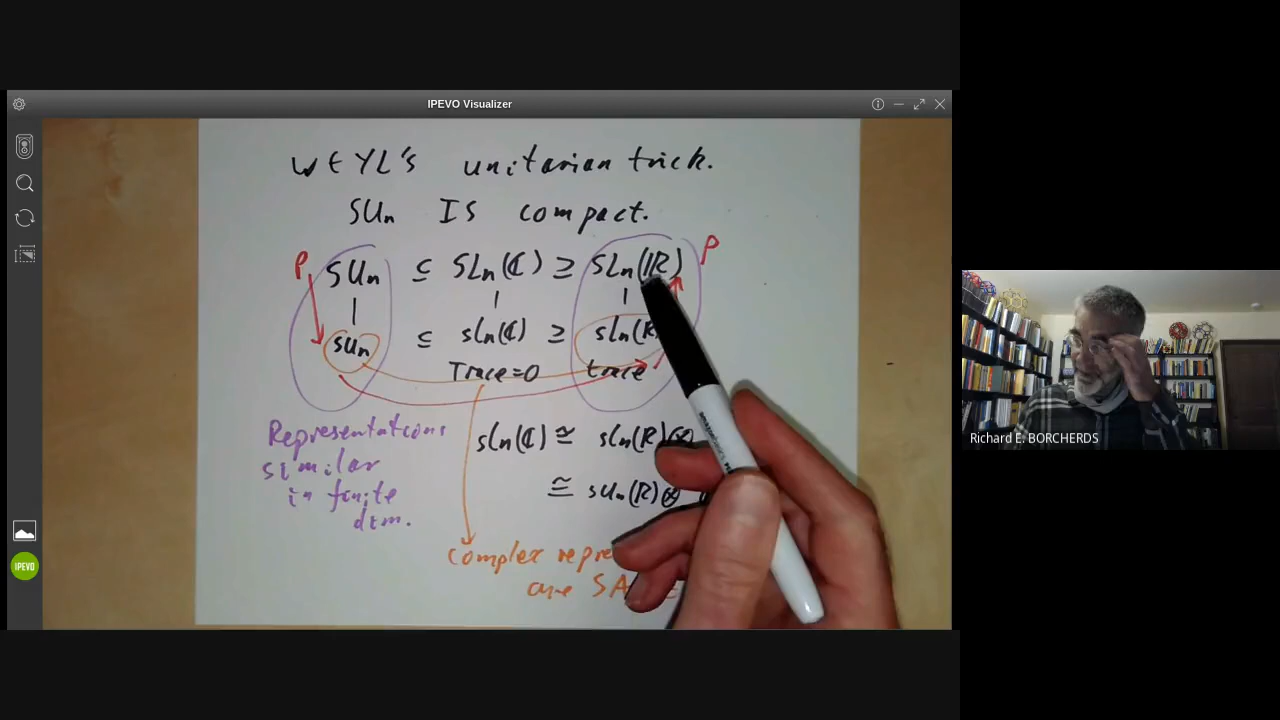 IPEVO Visualizer
WEYL's unitarian trick.
SUn IS compact.
P SUn ⊆ SLn(ℂ) ≥ SLn(ℝ) P
sun ⊆ sln(ℂ) ≥ sln(R
Trace=0 trace
Representations
similar
in finite
dim.
sln(ℂ) ≅ sln(R)⊗
≅ sun(R)⊗
complex repre
are SA
IPEVO
Richard E. BORCHERDS